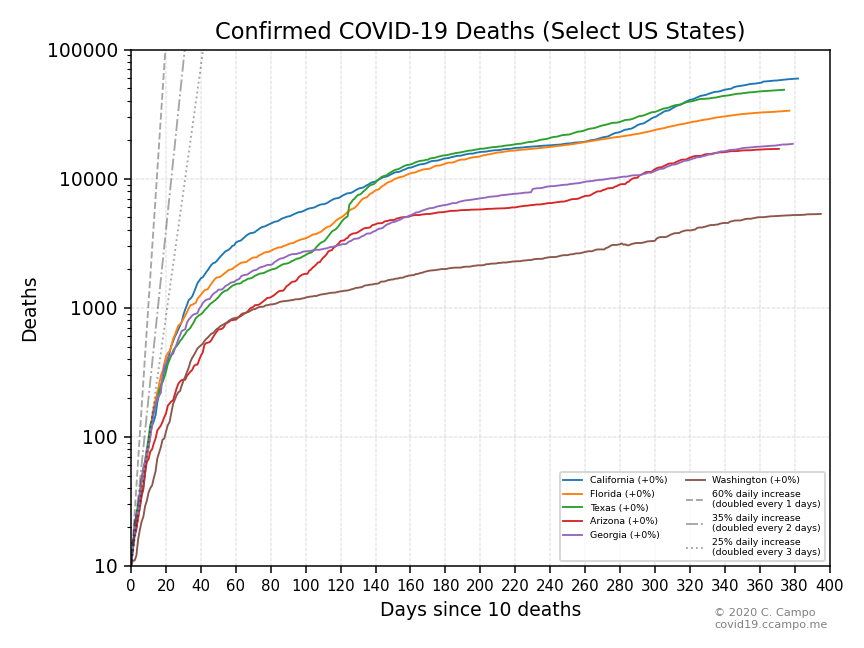 Confirmed COVID-19 Deaths (Select US States)
100000
10000
1000
100
10
Deaths
0 20 40 60 80 100 120 140 160 180 200 220 240 260 280 300 320 340 360 380 400
Days since 10 deaths
California (+0%)
Florida (+0%)
Texas (+0%)
Arizona (+0%)
Georgia (+0%)
Washington (+0%)
60% daily increase
(doubled every 1 days)
35% daily increase
(doubled every 2 days)
25% daily increase
(doubled every 3 days)
© 2020 C. Campo
covid19.ccampo.me